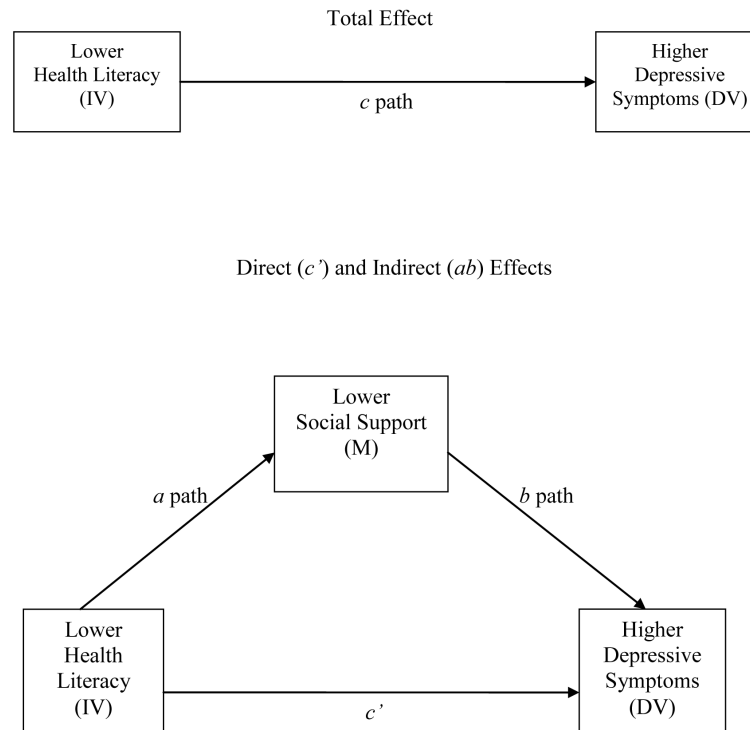 Total Effect
Lower
Health Literacy
(IV)
Higher
Depressive
Symptoms (DV)
c path
Direct (c’) and Indirect (ab) Effects
Lower
Social Support
(M)
a path
b path
Lower
Health
Literacy
(IV)
Higher
Depressive
Symptoms
(DV)
c’